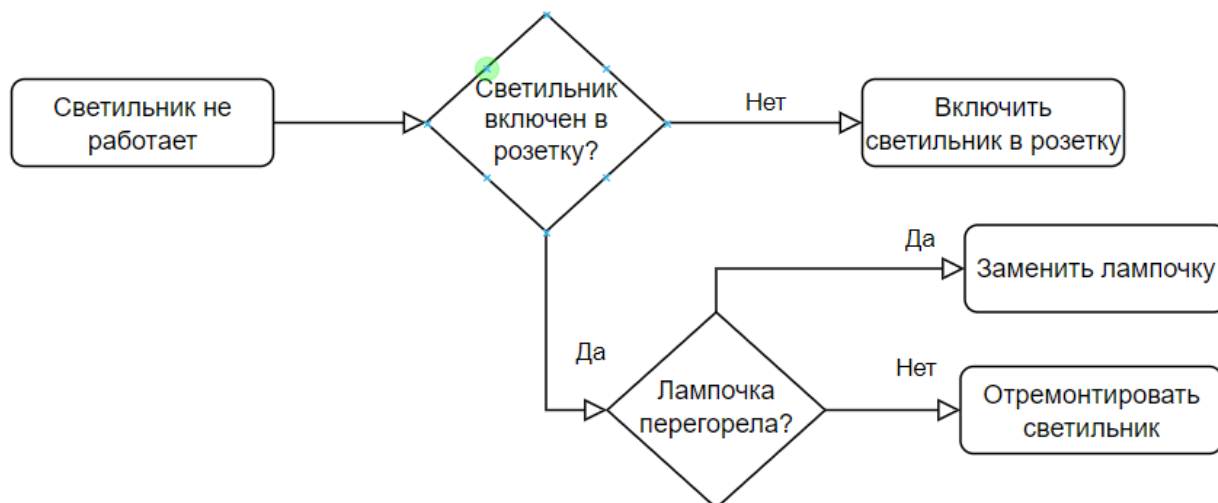 Светильник не
работает
Светильник
включен в
розетку?
Нет
Включить
светильник в розетку
Да
Заменить лампочку
Да
Лампочка
перегорела?
Нет
Отремонтировать
светильник